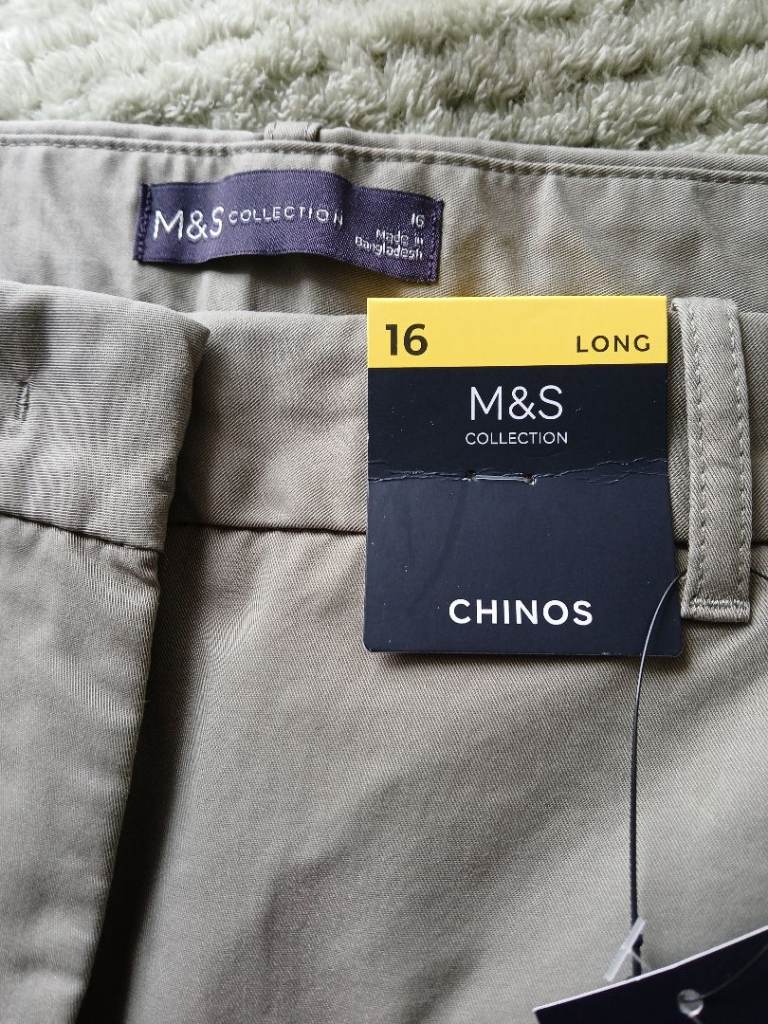 M&S COLLECTION 16
Made in
Bangladesh
16 LONG
M&S
COLLECTION
CHINOS